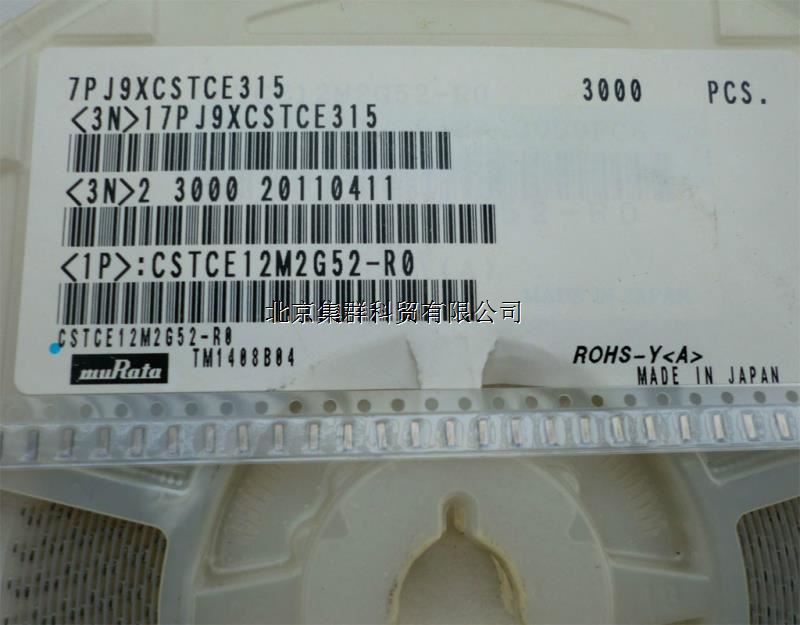 7PJ9XCSTCE315 3000 PCS.
<3N>17PJ9XCSTCE315
<3N>2 3000 20110411
<1P>:CSTCE12M2G52-R0
北京集群科贸有限公司
CSTCE12M2G52-R0
muRata TM1408B04 ROHS-Y<A>
MADE IN JAPAN